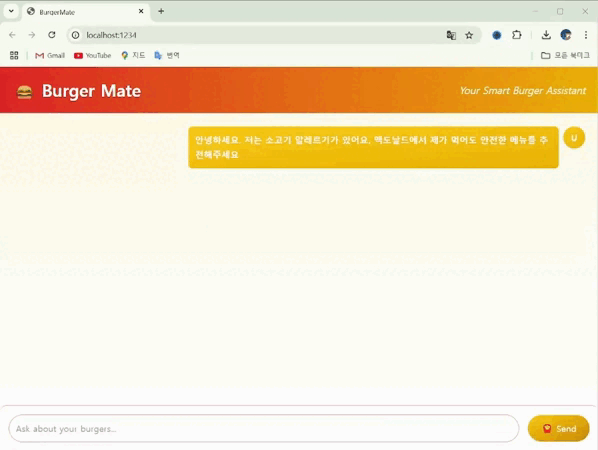 BurgerMate
localhost:1234
Gmail
YouTube
지도
번역
모든 북마크
Burger Mate
Your Smart Burger Assistant
안녕하세요. 저는 소고기 알레르기가 있어요. 맥도날드에서 제가 먹어도 안전한 메뉴를 추
천해주세요
U
Ask about your burgers...
Send